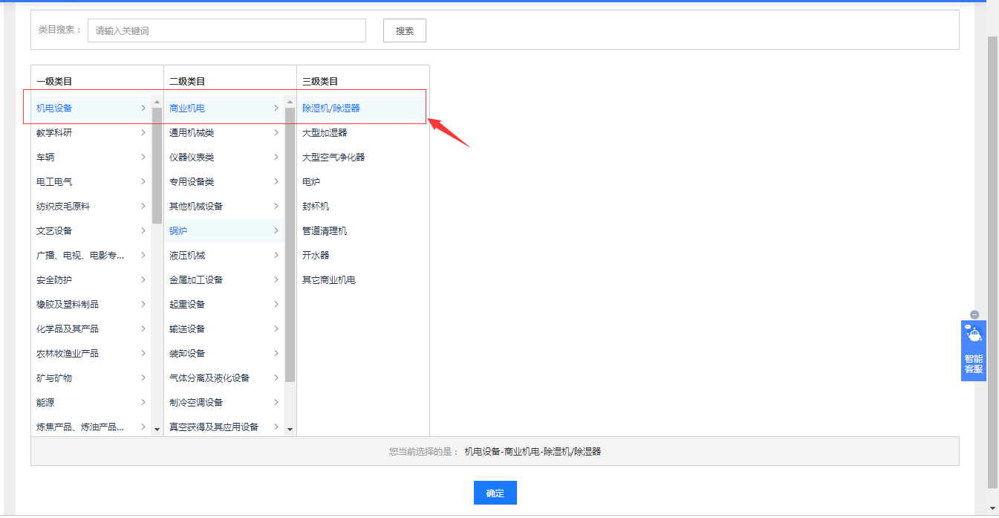 类目搜索：
请输入关键词
搜索
一级类目
二级类目
三级类目
机电设备
商业机电
除湿机/除湿器
教学科研
通用机械类
大型加湿器
车辆
仪器仪表类
大型空气净化器
电工电气
专用设备类
电炉
纺织皮毛原料
其他机械设备
封杯机
文艺设备
锅炉
管道清理机
广播、电视、电影专...
液压机械
开水器
安全防护
金属加工设备
其它商业机电
橡胶及塑料制品
起重设备
化学品及其产品
输送设备
农林牧渔业产品
装卸设备
矿与矿物
气体分离及液化设备
能源
制冷空调设备
炼焦产品、炼油产品...
真空获得及其应用设备
智能
客服
您当前选择的是： 机电设备-商业机电-除湿机/除湿器
确定